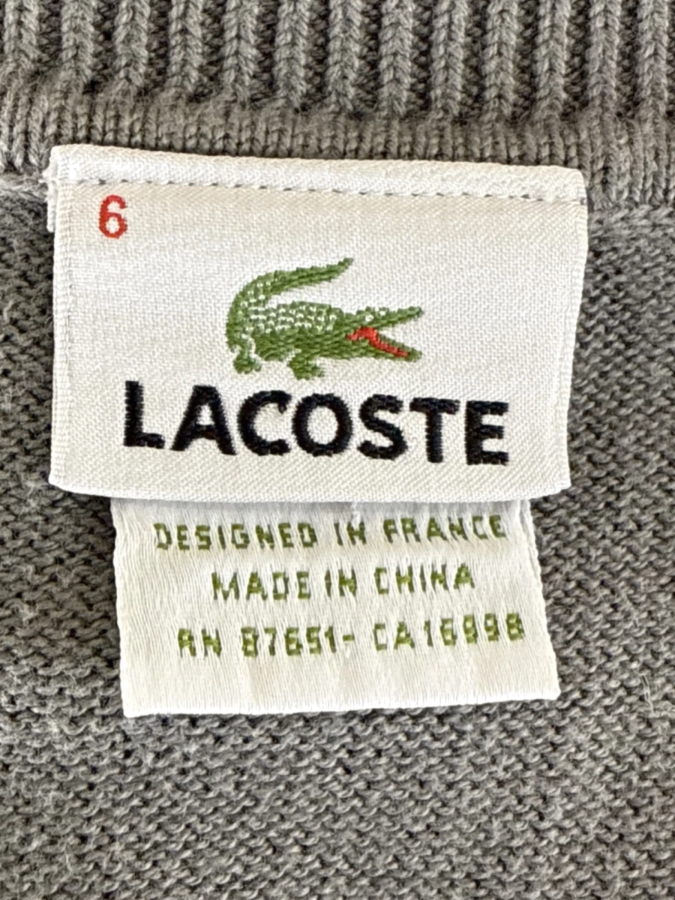 6
LACOSTE
DESIGNED IN FRANCE
MADE IN CHINA
RN 87651- CA16998